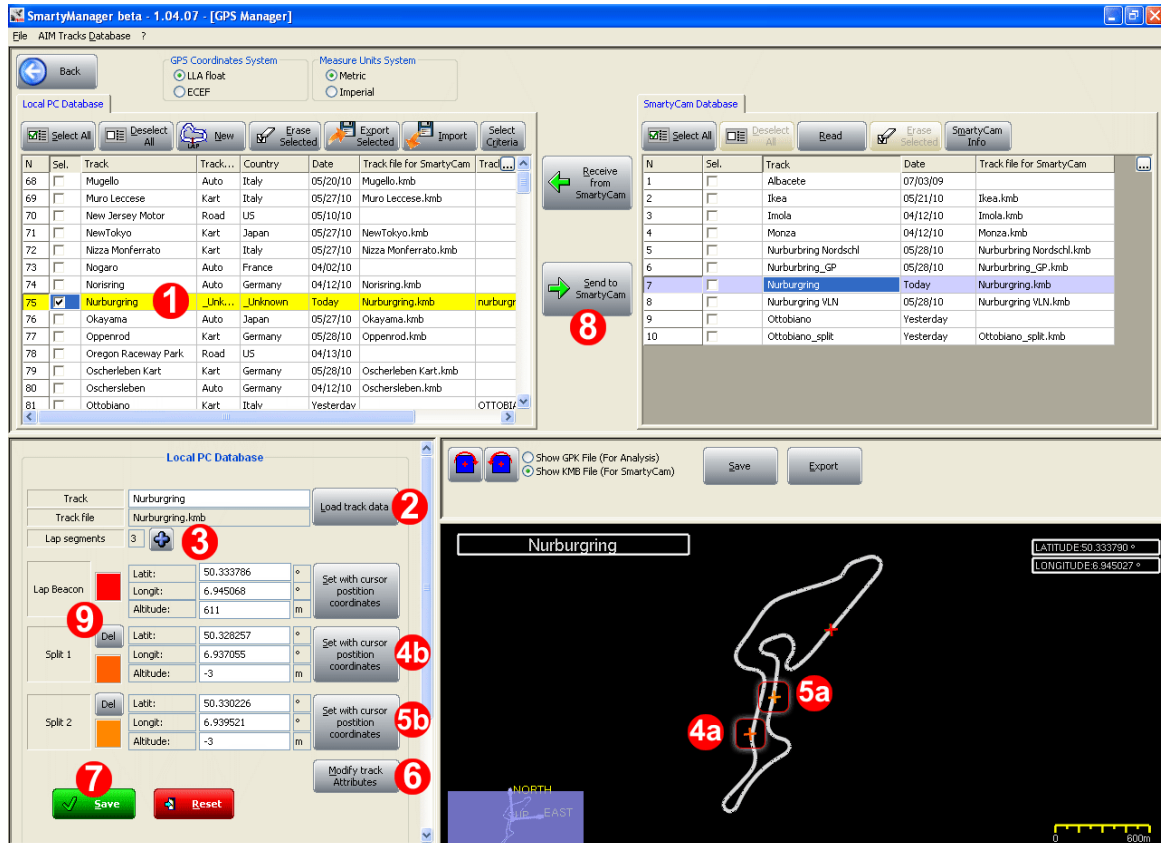 SmartyManager beta - 1.04.07 - [GPS Manager]
File AIM Tracks Database ?
Back
GPS Coordinates System
LLA float
ECEF
Measure Units System
Metric
Imperial
Local PC Database
Select All
Deselect All
New
LAP
Erase Selected
Export Selected
Import
Select Criteria
N Sel. Track Track... Country Date Track file for SmartyCam Tracl ...
68 Mugello Auto Italy 05/20/10 Mugello.kmb
69 Muro Leccese Kart Italy 05/27/10 Muro Leccese.kmb
70 New Jersey Motor Road US 05/10/10
71 NewTokyo Kart Japan 05/27/10 NewTokyo.kmb
72 Nizza Monferrato Kart Italy 05/27/10 Nizza Monferrato.kmb
73 Nogaro Auto France 04/02/10
74 Norisring Auto Germany 04/12/10 Norisring.kmb
75 Nurburgring 1 _Unk... _Unknown Today Nurburgring.kmb nurburgr
76 Okayama Auto Japan 05/27/10 Okayama.kmb
77 Oppenrod Kart Germany 05/28/10 Oppenrod.kmb
78 Oregon Raceway Park Road US 04/13/10
79 Oscherleben Kart Kart Germany 05/28/10 Oscherleben Kart.kmb
80 Oschersleben Auto Germany 04/12/10 Oschersleben.kmb
81 Ottobiano Kart Italy Yesterday OTTOBIA
Receive from SmartyCam
Send to SmartyCam
8
SmartyCam Database
Select All
Deselect All
Read
Erase Selected
SmartyCam Info
N Sel. Track Date Track file for SmartyCam ...
1 Albacete 07/03/09
2 Ikea 05/21/10 Ikea.kmb
3 Imola 04/12/10 Imola.kmb
4 Monza 04/12/10 Monza.kmb
5 Nurburbring Nordschl 05/28/10 Nurburbring Nordschl.kmb
6 Nurburbring_GP 05/28/10 Nurburbring_GP.kmb
7 Nurburgring Today Nurburgring.kmb
8 Nurburgring VLN 05/28/10 Nurburgring VLN.kmb
9 Ottobiano Yesterday
10 Ottobiano_split Yesterday Ottobiano_split.kmb
Local PC Database
Track Nurburgring
Track file Nurburgring.kmb
Load track data 2
Lap segments 3 3
Lap Beacon
Latit: 50.333786 °
Longit: 6.945068 °
Altitude: 611 m
Set with cursor postition coordinates
9
Del
Split 1
Latit: 50.328257 °
Longit: 6.937055 °
Altitude: -3 m
Set with cursor postition coordinates 4b
Del
Split 2
Latit: 50.330226 °
Longit: 6.939521 °
Altitude: -3 m
Set with cursor postition coordinates 5b
Modify track Attributes 6
7
Save
Reset
Show GPK File (For Analysis)
Show KMB File (For SmartyCam)
Save
Export
Nurburgring
LATITUDE:50.333790 °
LONGITUDE:6.945027 °
5a
4a
NORTH
UP EAST
0 600m